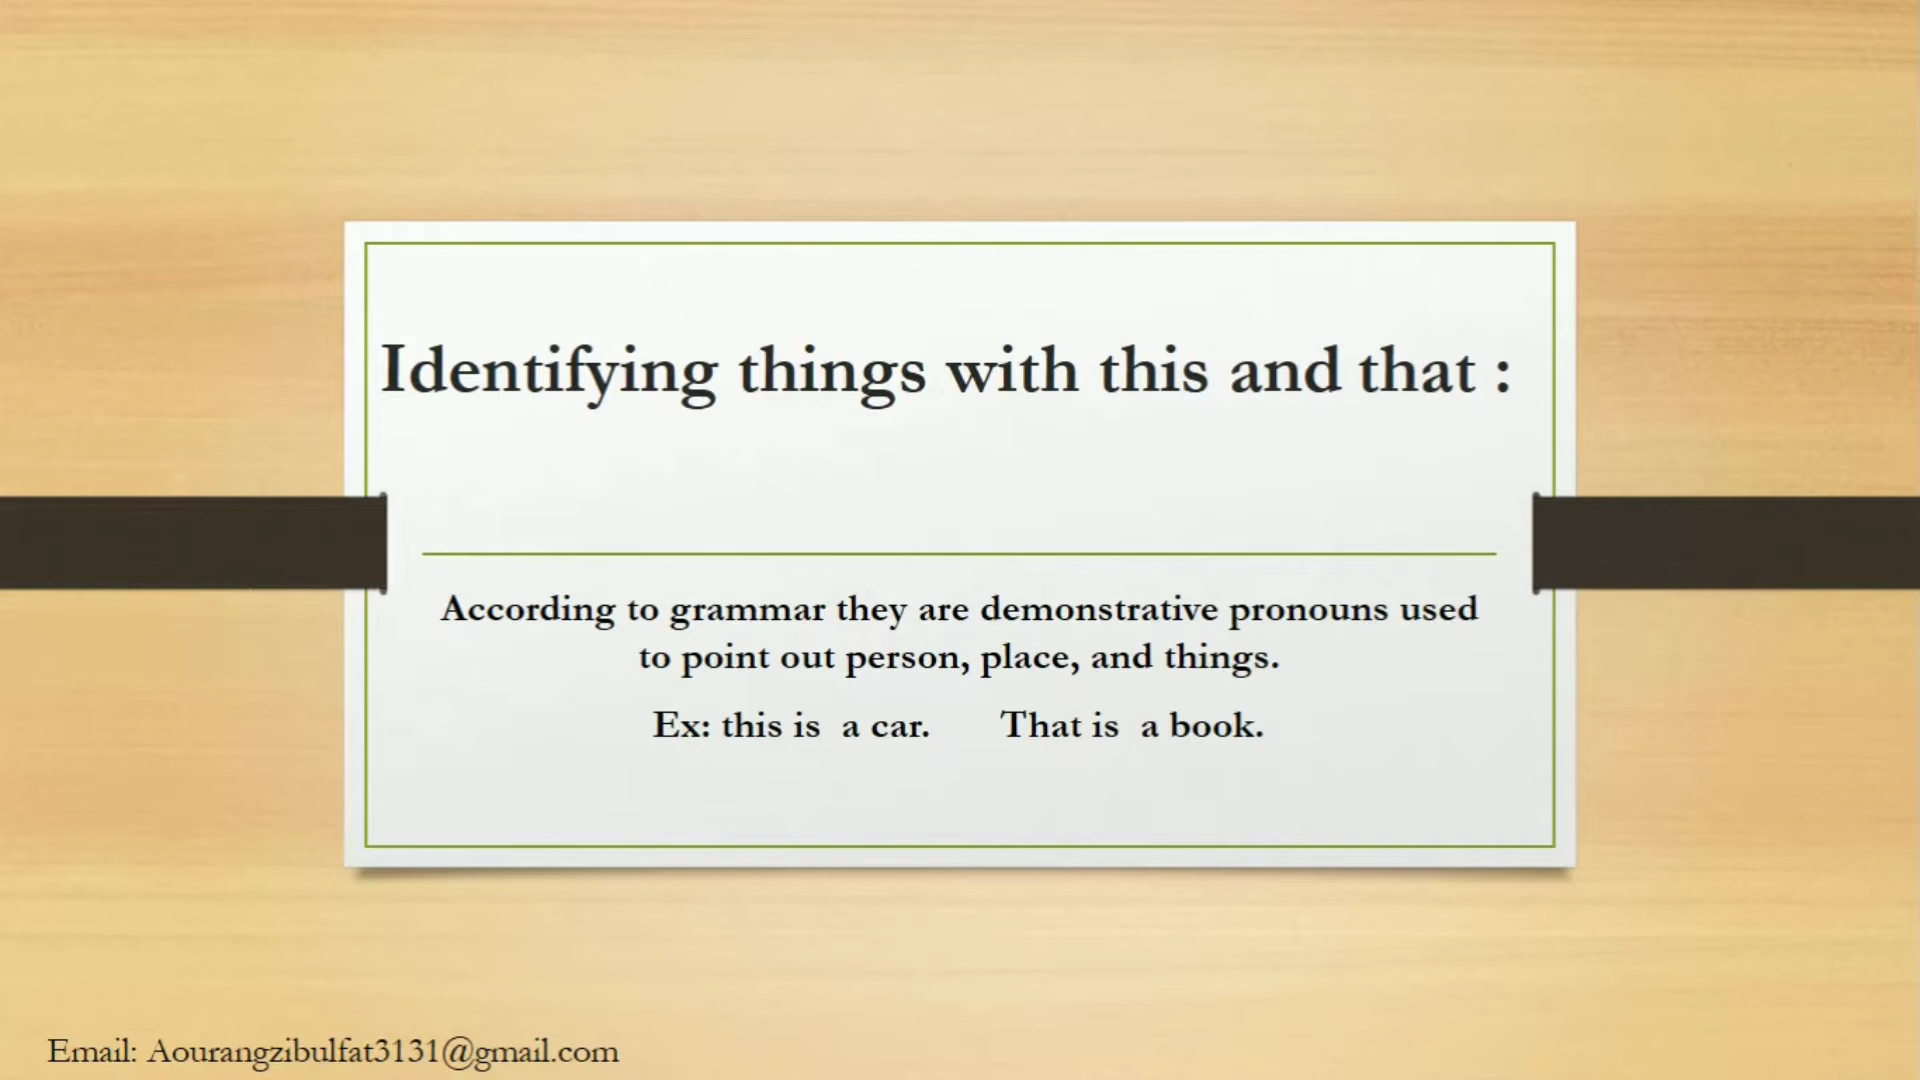 Identifying things with this and that :
According to grammar they are demonstrative pronouns used
to point out person, place, and things.
Ex: this is a car. That is a book.
Email: Aourangzibulfat3131@gmail.com